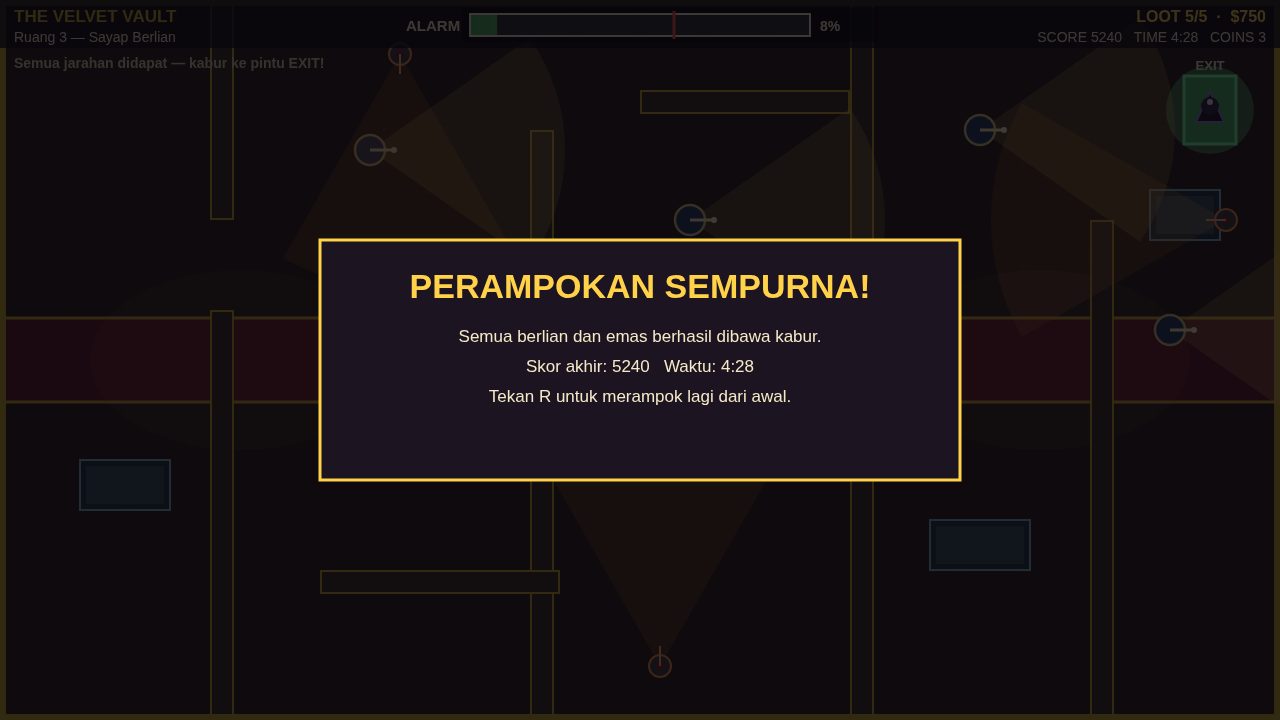 THE VELVET VAULT
Ruang 3 — Sayap Berlian
ALARM 8%
LOOT 5/5 · $750
SCORE 5240 TIME 4:28 COINS 3
Semua jarahan didapat — kabur ke pintu EXIT!
EXIT
PERAMPOKAN SEMPURNA!
Semua berlian dan emas berhasil dibawa kabur.
Skor akhir: 5240 Waktu: 4:28
Tekan R untuk merampok lagi dari awal.